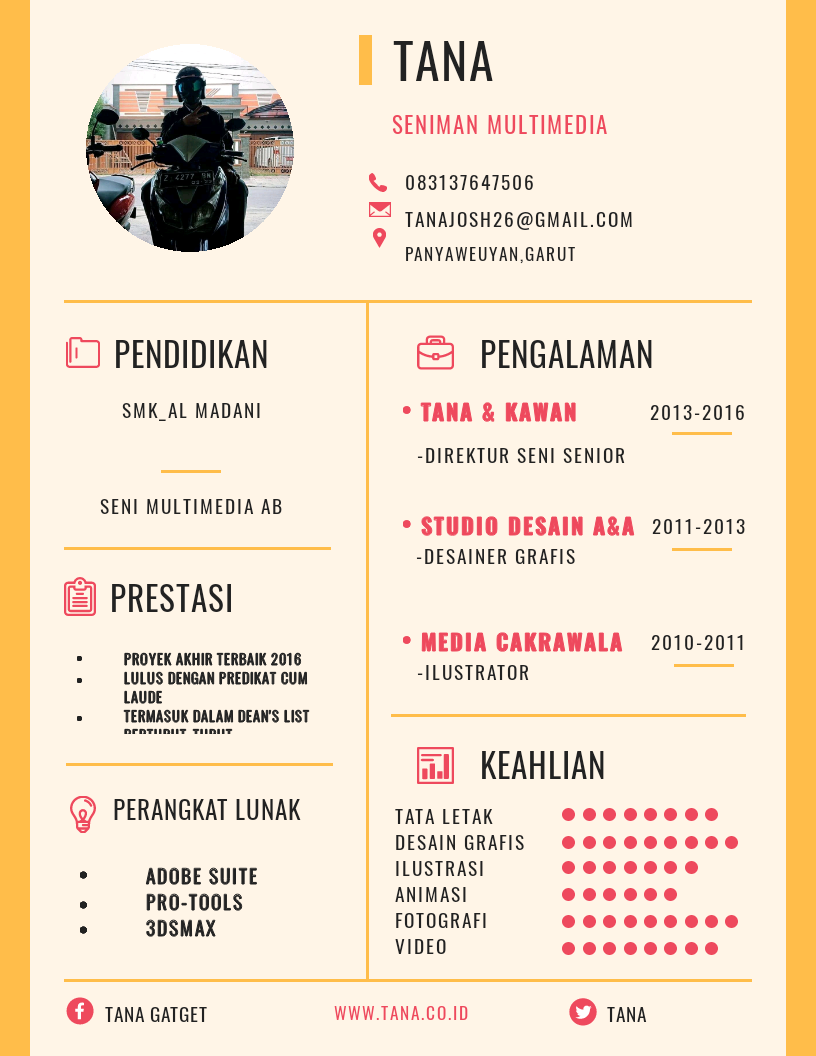 TANA
SENIMAN MULTIMEDIA
083137647506
TANAJOSH26@GMAIL.COM
PANYAWEUYAN,GARUT
PENDIDIKAN
SMK_AL MADANI
SENI MULTIMEDIA AB
PRESTASI
PROYEK AKHIR TERBAIK 2016
LULUS DENGAN PREDIKAT CUM
LAUDE
TERMASUK DALAM DEAN'S LIST
BERTURUT-TURUT
PERANGKAT LUNAK
ADOBE SUITE
PRO-TOOLS
3DSMAX
PENGALAMAN
TANA & KAWAN 2013-2016
-DIREKTUR SENI SENIOR
STUDIO DESAIN A&A 2011-2013
-DESAINER GRAFIS
MEDIA CAKRAWALA 2010-2011
-ILUSTRATOR
KEAHLIAN
TATA LETAK
DESAIN GRAFIS
ILUSTRASI
ANIMASI
FOTOGRAFI
VIDEO
TANA GATGET
WWW.TANA.CO.ID
TANA